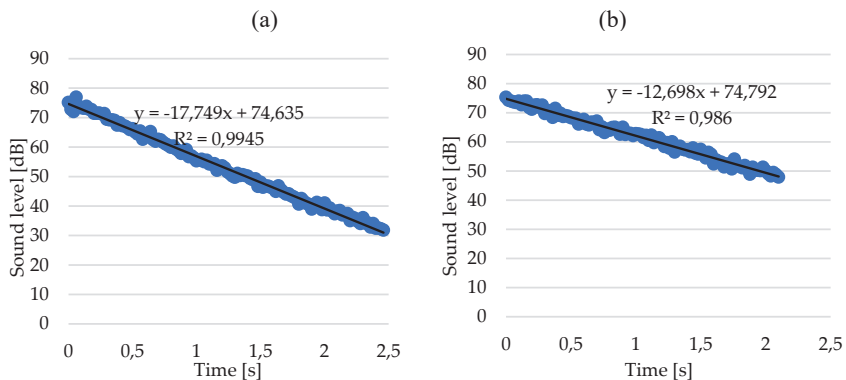 (a)
Sound level [dB]
90
80
70
60
50
40
30
20
10
0
y = -17,749x + 74,635
R² = 0,9945
0 0,5 1 1,5 2 2,5
Time [s]
(b)
Sound level [dB]
90
80
70
60
50
40
30
20
10
0
y = -12,698x + 74,792
R² = 0,986
0 0,5 1 1,5 2 2,5
Time [s]